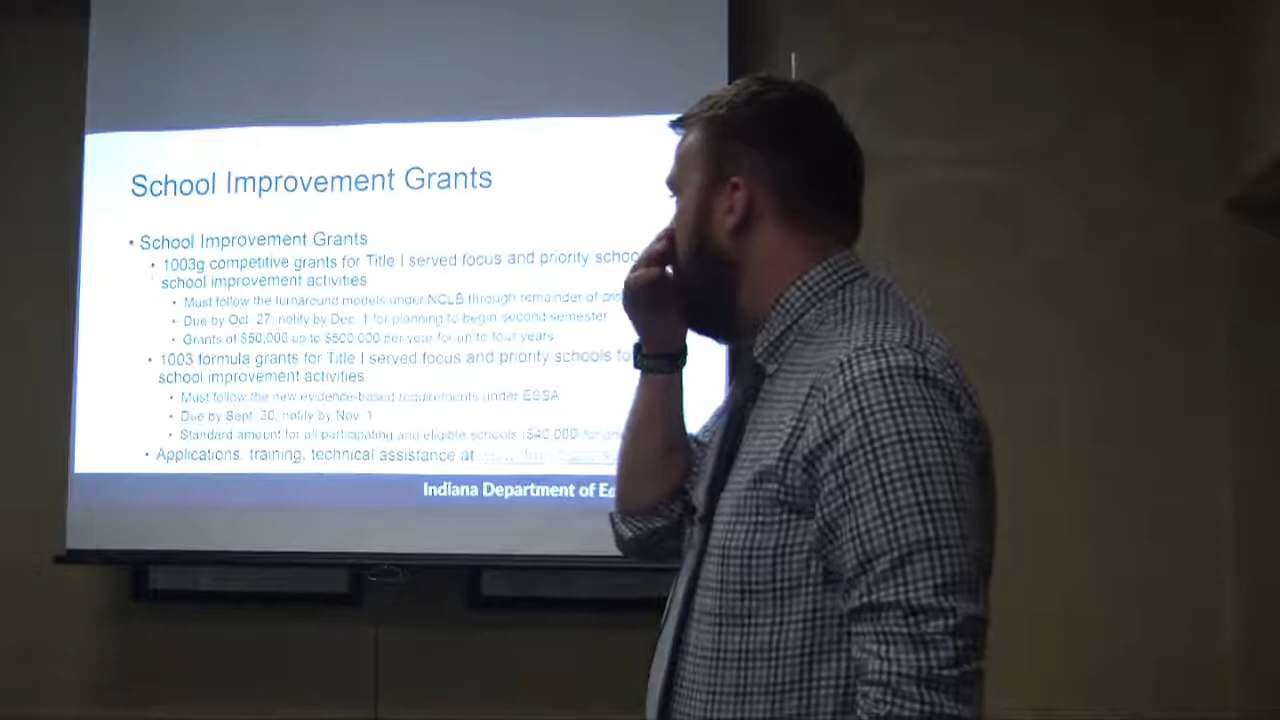 School Improvement Grants
• School Improvement Grants
• 1003g competitive grants for Title I served focus and priority
school improvement activities
• Must follow the turnaround models under NCLB through remainder of
• Due by Oct. 27, notify by Dec. 1 for planning to begin second semester
• Grants of $50,000 up to $500,000 per year for up to four years
• 1003 formula grants for Title I served focus and priority schools
school improvement activities
• Must follow the new evidence-based requirements under ESSA
• Due by Sept. 30, notify by Nov. 1
• Standard amount for all participating and eligible schools ($40,000) for
• Applications, training, technical assistance at
Indiana Department of